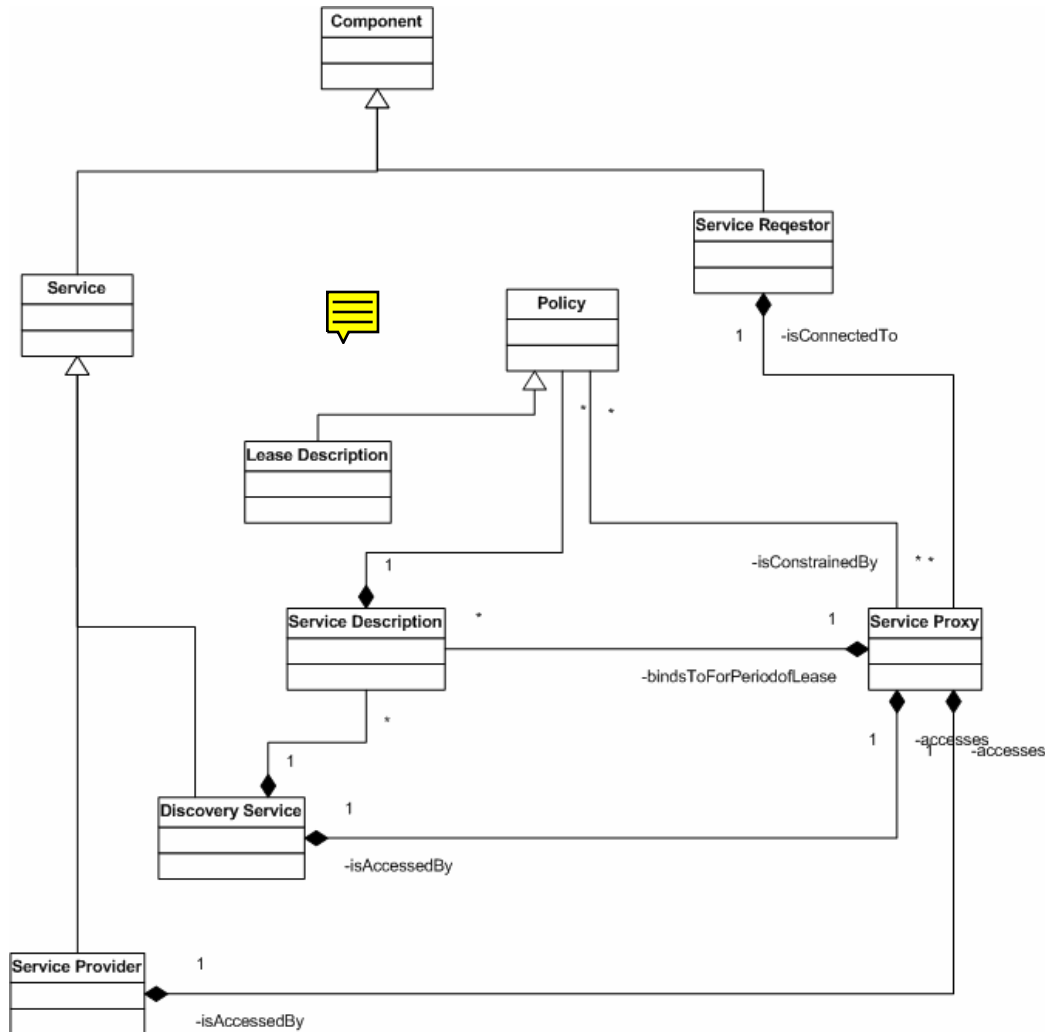 Component
Service Reqestor
Service
Policy
1
-isConnectedTo
*
*
Lease Description
1
-isConstrainedBy
* *
Service Description
*
1
Service Proxy
-bindsToForPeriodofLease
*
1
1
-accesses
1
-accesses
Discovery Service
1
-isAccessedBy
Service Provider
1
-isAccessedBy